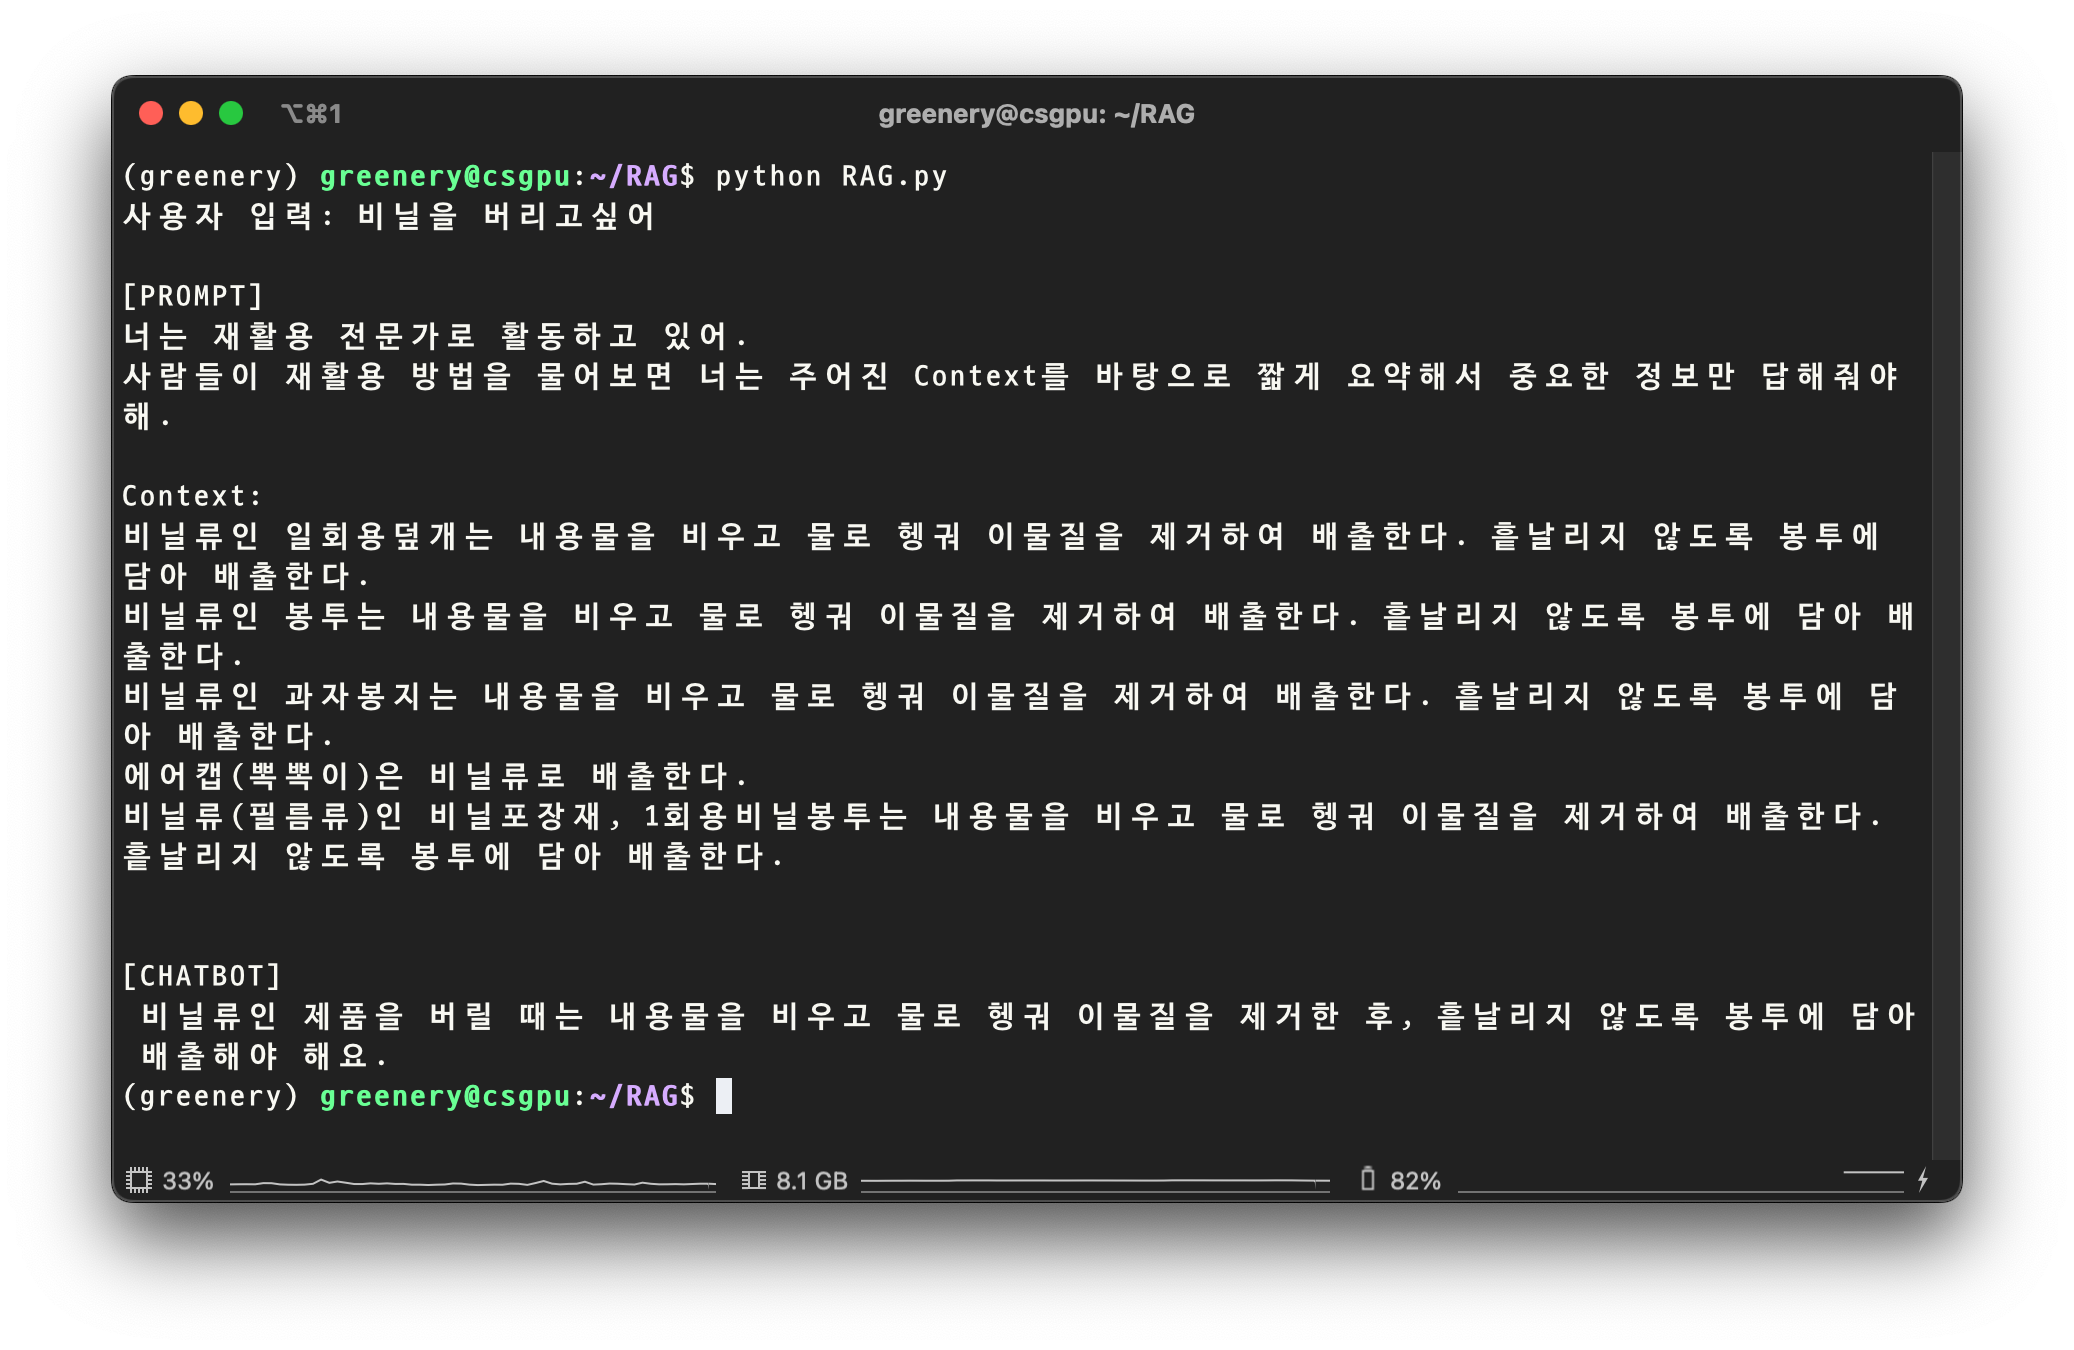 ⌥⌘1
greenery@csgpu: ~/RAG
(greenery) greenery@csgpu:~/RAG$ python RAG.py
사용자 입력: 비닐을 버리고싶어
[PROMPT]
너는 재활용 전문가로 활동하고 있어.
사람들이 재활용 방법을 물어보면 너는 주어진 Context를 바탕으로 짧게 요약해서 중요한 정보만 답해줘야
해.
Context:
비닐류인 일회용덮개는 내용물을 비우고 물로 헹궈 이물질을 제거하여 배출한다. 흩날리지 않도록 봉투에
담아 배출한다.
비닐류인 봉투는 내용물을 비우고 물로 헹궈 이물질을 제거하여 배출한다. 흩날리지 않도록 봉투에 담아 배
출한다.
비닐류인 과자봉지는 내용물을 비우고 물로 헹궈 이물질을 제거하여 배출한다. 흩날리지 않도록 봉투에 담
아 배출한다.
에어캡(뽁뽁이)은 비닐류로 배출한다.
비닐류(필름류)인 비닐포장재, 1회용비닐봉투는 내용물을 비우고 물로 헹궈 이물질을 제거하여 배출한다.
흩날리지 않도록 봉투에 담아 배출한다.
[CHATBOT]
비닐류인 제품을 버릴 때는 내용물을 비우고 물로 헹궈 이물질을 제거한 후, 흩날리지 않도록 봉투에 담아
배출해야 해요.
(greenery) greenery@csgpu:~/RAG$
33% 8.1 GB 82%